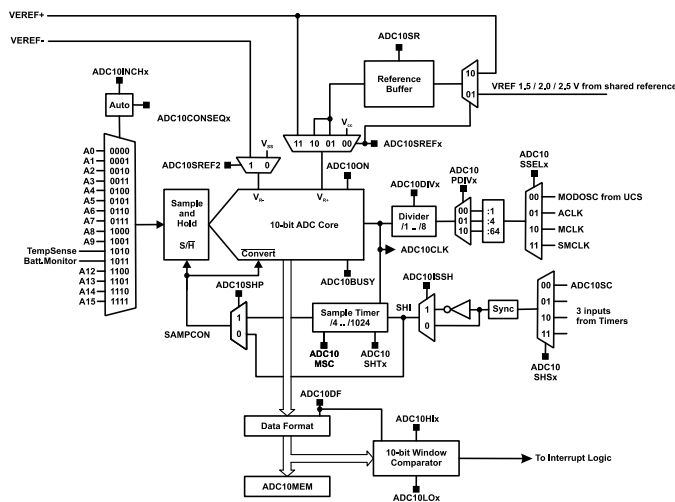 VEREF+
VEREF-
ADC10INCHx
Auto
ADC10CONSEQx
ADC10SR
Reference Buffer
10
01
VREF 1.5 / 2.0 / 2.5 V from shared reference
VSS
ADC10SREF2
1 0
VCC
11 10 01 00
ADC10SREFx
A0 0000
A1 0001
A2 0010
A3 0011
A4 0100
A5 0101
A6 0110
A7 0111
A8 1000
A9 1001
TempSense 1010
Batt.Monitor 1011
A12 1100
A13 1101
A14 1110
A15 1111
Sample and Hold
S/H
VR-
VR+
ADC10ON
10-bit ADC Core
Convert
ADC10BUSY
ADC10DIVx
Divider
/1 .. /8
ADC10CLK
ADC10 PDIVx
00
01
10
:1
:4
:64
ADC10 SSELx
00 MODOSC from UCS
01 ACLK
10 MCLK
11 SMCLK
ADC10SHP
1
0
SAMPCON
Sample Timer
/4 .. /1024
ADC10 MSC
ADC10 SHTx
SHI
ADC10ISSH
1
0
Sync
00 ADC10SC
01
10
11
3 inputs from Timers
ADC10 SHSx
ADC10DF
Data Format
ADC10MEM
ADC10HIx
10-bit Window Comparator
ADC10LOx
To Interrupt Logic